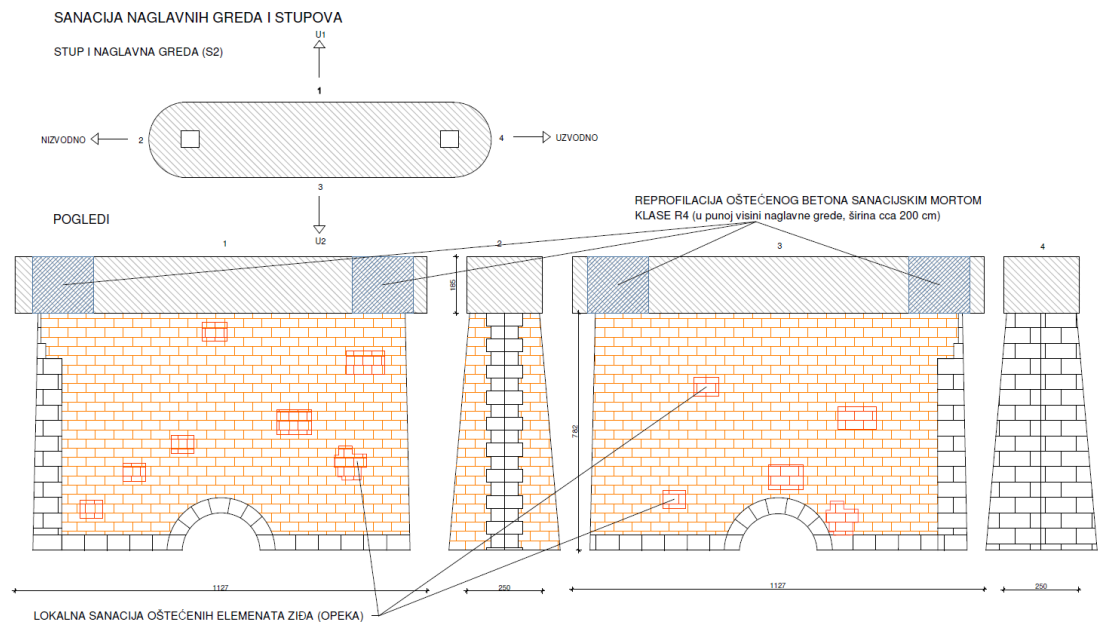 SANACIJA NAGLAVNIH GREDA I STUPOVA
STUP I NAGLAVNA GREDA (S2)
U1
1
NIZVODNO
2
4
UZVODNO
3
U2
POGLEDI
REPROFILACIJA OŠTEĆENOG BETONA SANACIJSKIM MORTOM
KLASE R4 (u punoj visini naglavne grede, širina cca 200 cm)
1
2
3
4
185
782
1127
250
1127
250
LOKALNA SANACIJA OŠTEĆENIH ELEMENATA ZIĐA (OPEKA)